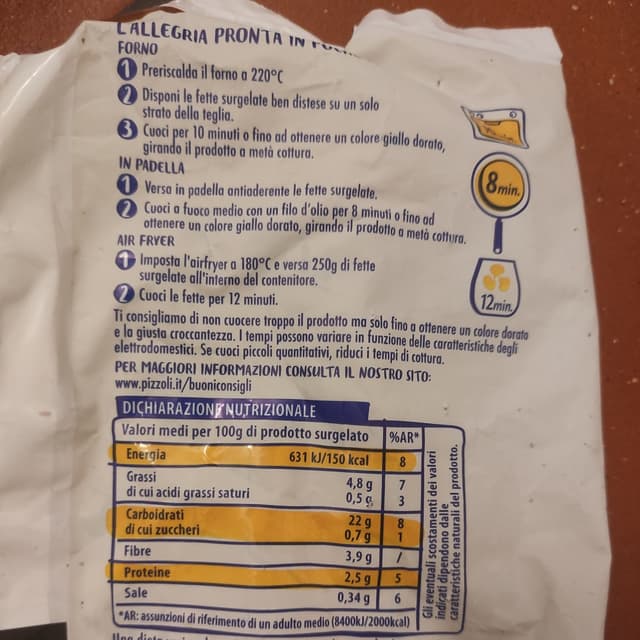 L'ALLEGRIA PRONTA IN
FORNO
1 Preriscalda il forno a 220°C
2 Disponi le fette surgelate ben distese su un solo
strato della teglia.
3 Cuoci per 10 minuti o fino ad ottenere un colore giallo dorato,
girando il prodotto a metà cottura.
IN PADELLA
1 Versa in padella antiaderente le fette surgelate.
2 Cuoci a fuoco medio con un filo d'olio per 8 minuti o fino ad
ottenere un colore giallo dorato, girando il prodotto a metà cottura.
8 min.
AIR FRYER
1 Imposta l'airfryer a 180°C e versa 250g di fette
surgelate all'interno del contenitore.
2 Cuoci le fette per 12 minuti.
12 min.
Ti consigliamo di non cuocere troppo il prodotto ma solo fino a ottenere un colore dorato
e la giusta croccantezza. I tempi possono variare in funzione delle caratteristiche degli
elettrodomestici. Se cuoci piccoli quantitativi, riduci i tempi di cottura.
PER MAGGIORI INFORMAZIONI CONSULTA IL NOSTRO SITO:
www.pizzoli.it/buoniconsigli
DICHIARAZIONE NUTRIZIONALE
Valori medi per 100g di prodotto surgelato %AR*
Energia 631 kJ/150 kcal 8
Grassi 4,8 g 7
di cui acidi grassi saturi 0,5 g 3
Carboidrati 22 g 8
di cui zuccheri 0,7 g 1
Fibre 3,9 g /
Proteine 2,5 g 5
Sale 0,34 g 6
*AR: assunzioni di riferimento di un adulto medio (8400kJ/2000kcal)
Gli eventuali scostamenti dei valori
indicati dipendono dalle
caratteristiche naturali del prodotto.
Una dieta